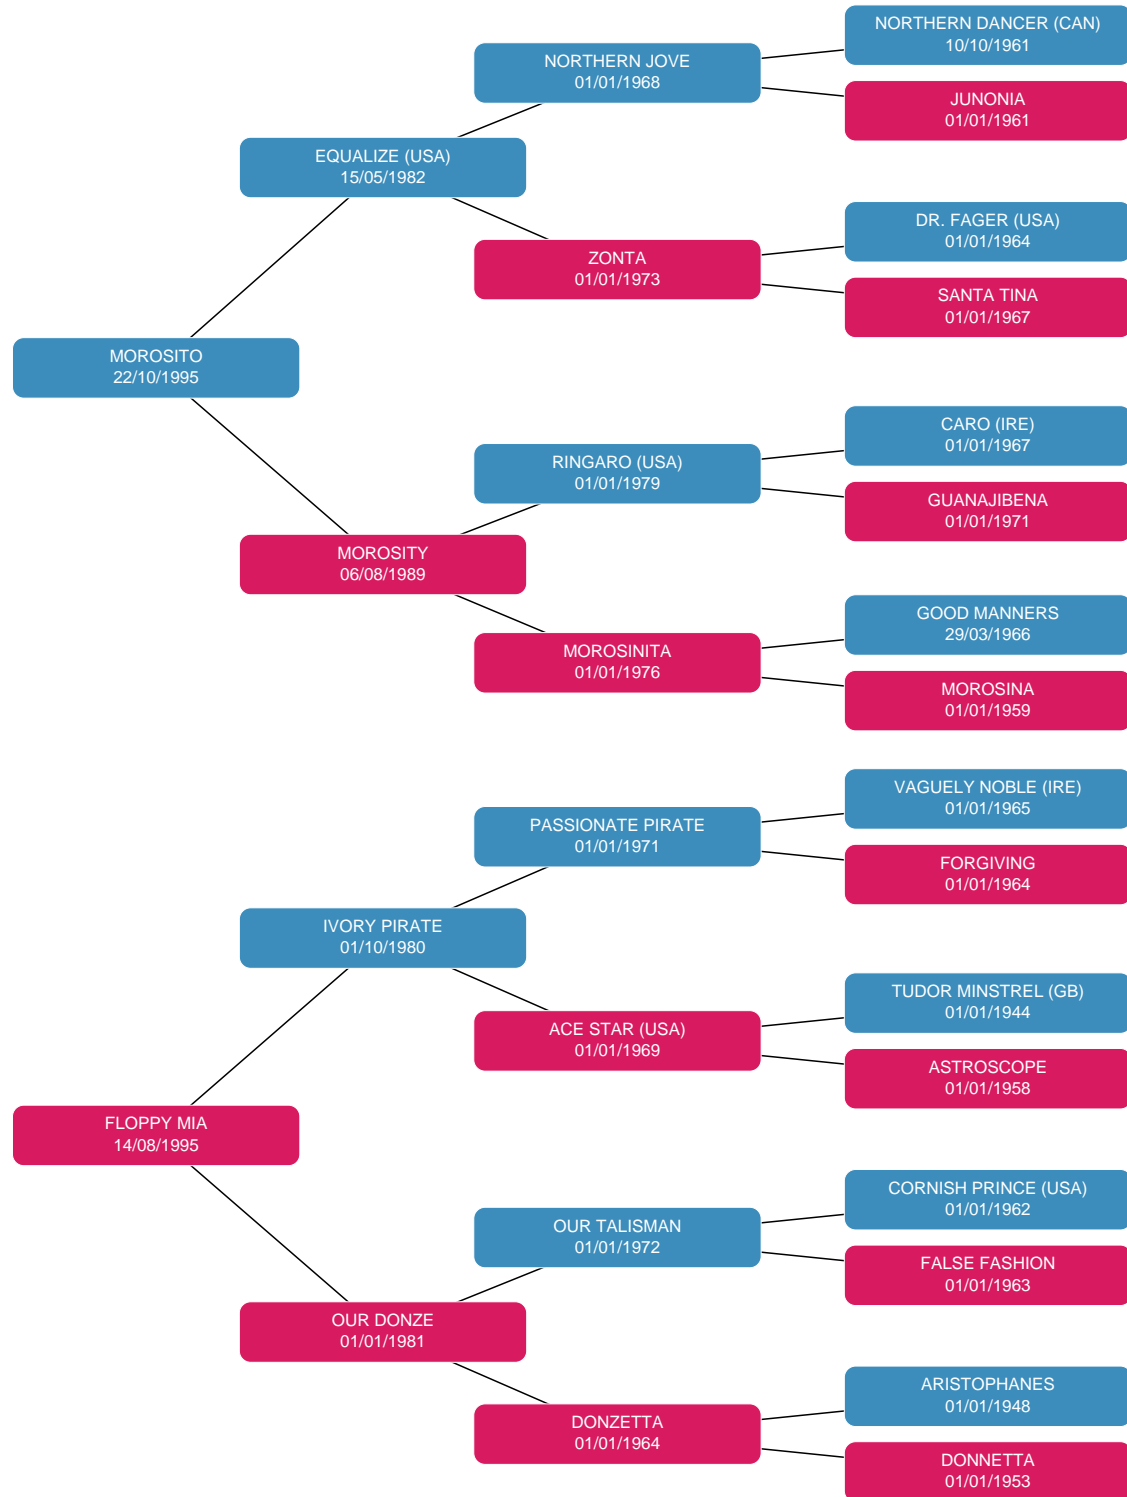 NORTHERN DANCER (CAN)
10/10/1961
NORTHERN JOVE
01/01/1968
JUNONIA
01/01/1961
EQUALIZE (USA)
15/05/1982
DR. FAGER (USA)
01/01/1964
ZONTA
01/01/1973
SANTA TINA
01/01/1967
MOROSITO
22/10/1995
CARO (IRE)
01/01/1967
RINGARO (USA)
01/01/1979
GUANAJIBENA
01/01/1971
MOROSITY
06/08/1989
GOOD MANNERS
29/03/1966
MOROSINITA
01/01/1976
MOROSINA
01/01/1959
VAGUELY NOBLE (IRE)
01/01/1965
PASSIONATE PIRATE
01/01/1971
FORGIVING
01/01/1964
IVORY PIRATE
01/10/1980
TUDOR MINSTREL (GB)
01/01/1944
ACE STAR (USA)
01/01/1969
ASTROSCOPE
01/01/1958
FLOPPY MIA
14/08/1995
CORNISH PRINCE (USA)
01/01/1962
OUR TALISMAN
01/01/1972
FALSE FASHION
01/01/1963
OUR DONZE
01/01/1981
ARISTOPHANES
01/01/1948
DONZETTA
01/01/1964
DONNETTA
01/01/1953